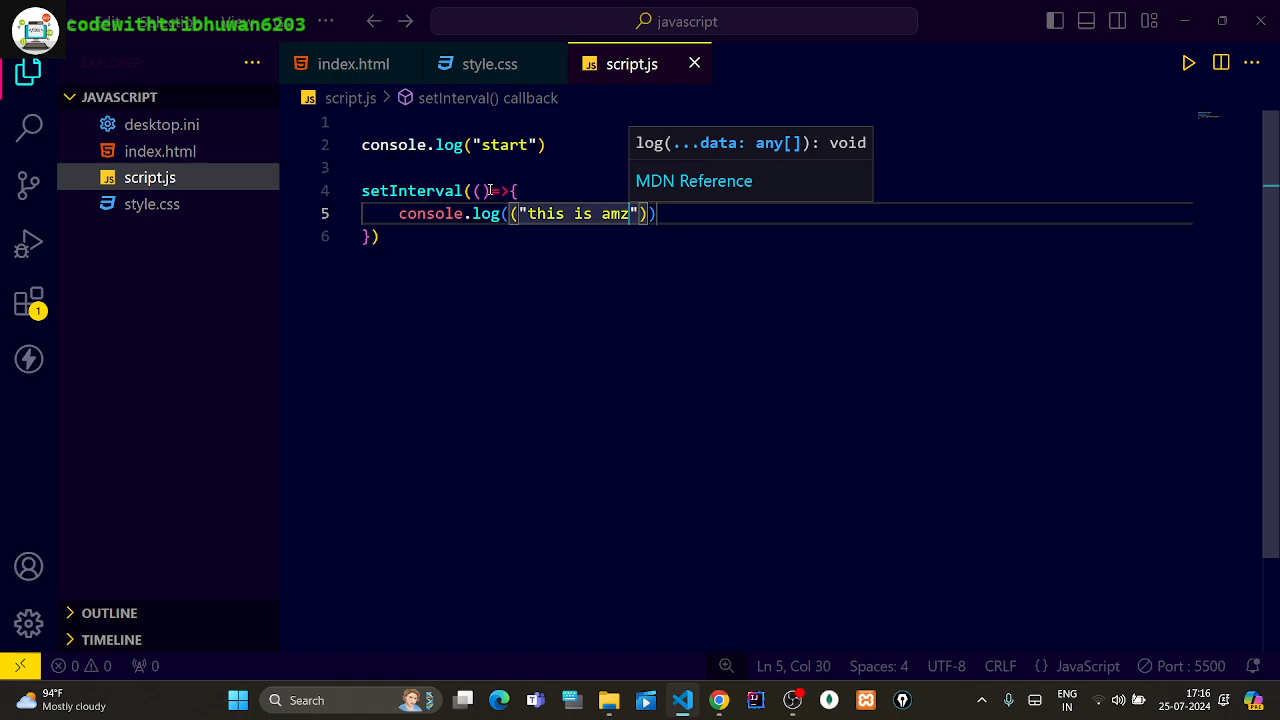 codewithtribhuwan6203
javascript
EXPLORER
index.html
style.css
script.js
JAVASCRIPT
script.js
setInterval() callback
desktop.ini
index.html
script.js
style.css
1
2 console.log("start")
3
4 setInterval(()=>{
5 console.log(("this is amz"))
6 })
log(...data: any[]): void
MDN Reference
1
OUTLINE
TIMELINE
0 0 0
Ln 5, Col 30 Spaces: 4 UTF-8 CRLF {} JavaScript Port : 5500
94°F
Mostly cloudy
Search
ENG
IN
17:16
25-07-2024